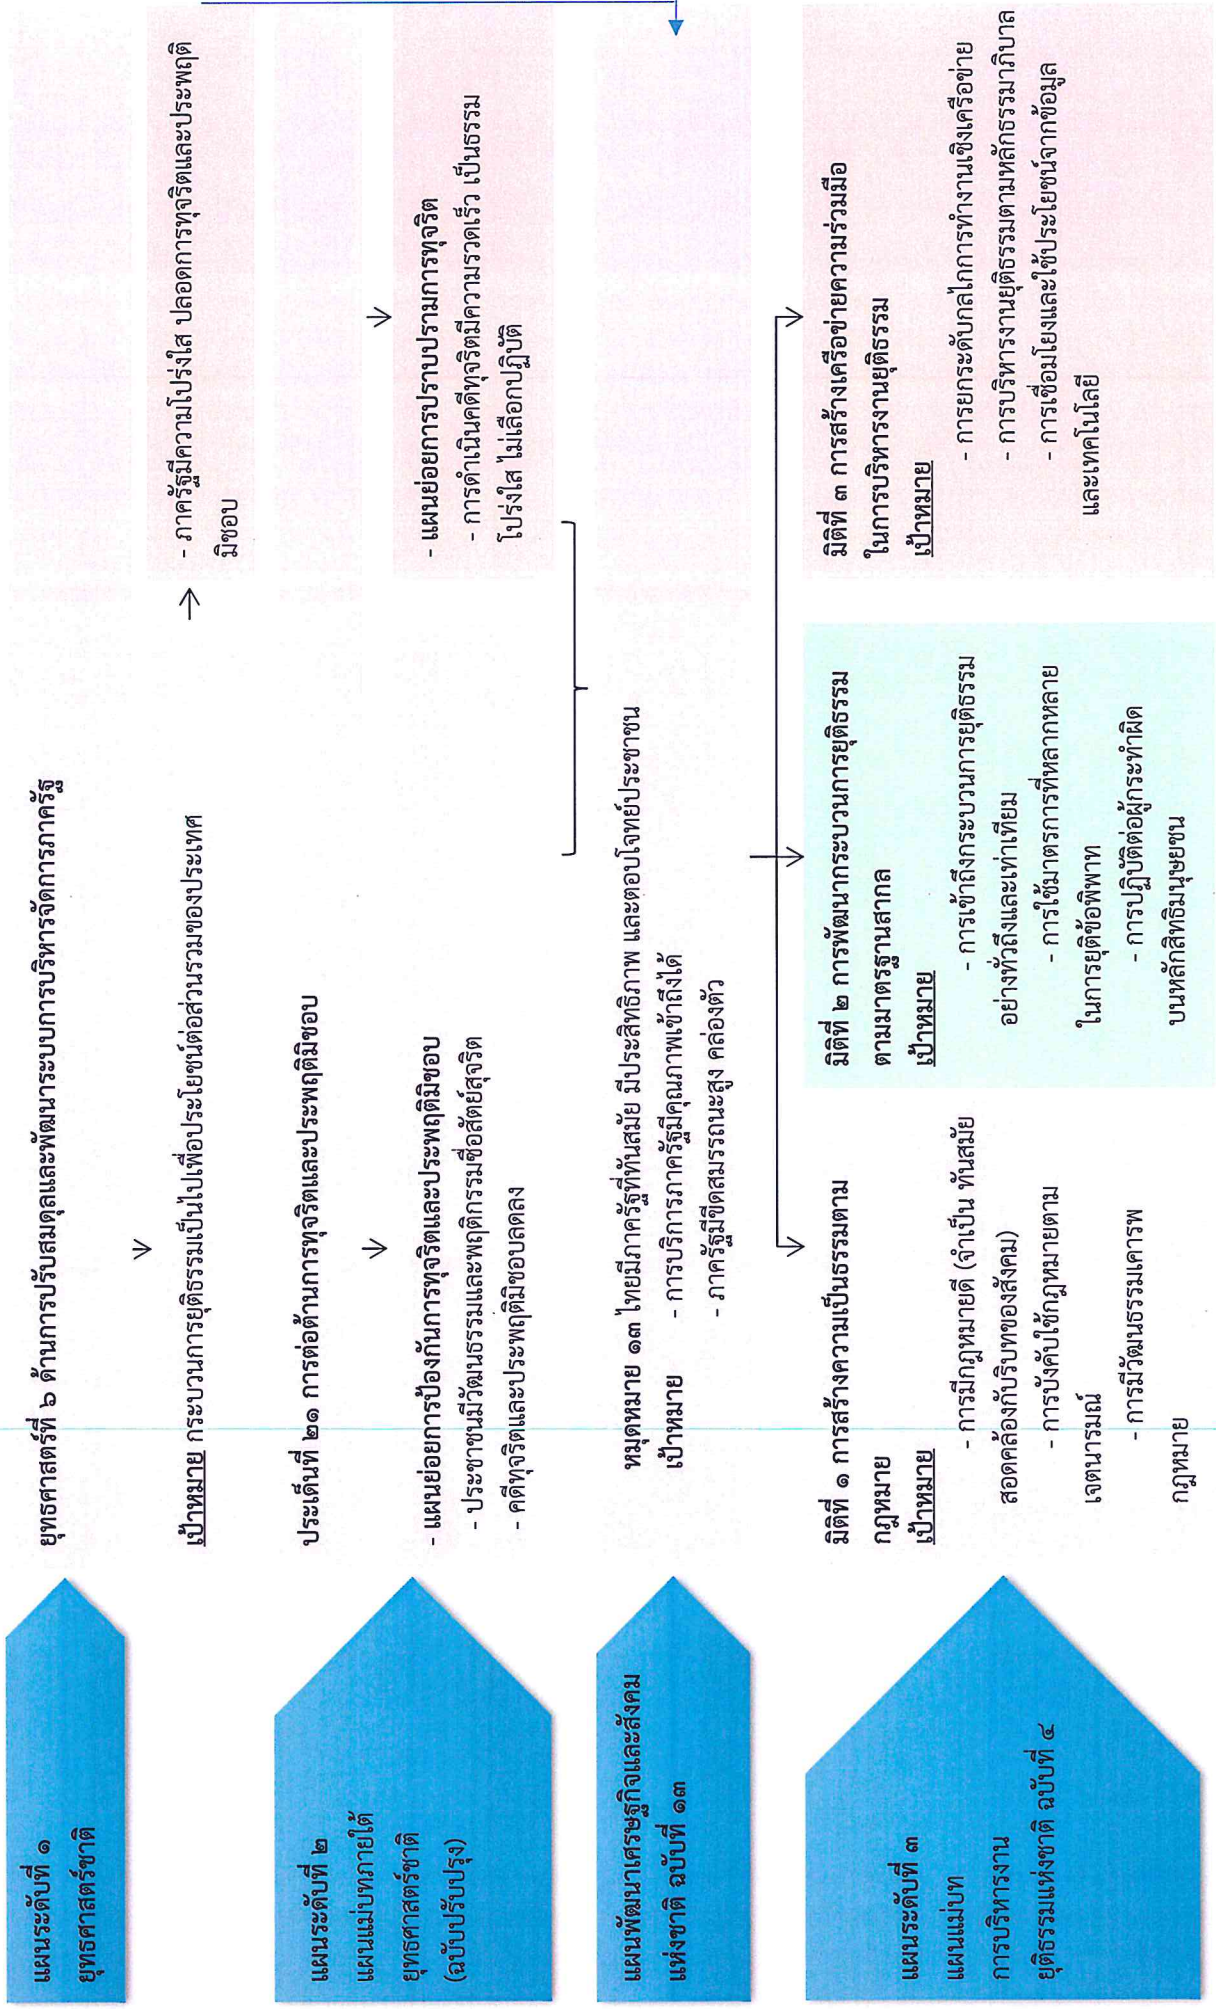 แผนระดับที่ ๑
ยุทธศาสตร์ชาติ
ยุทธศาสตร์ที่ ๖ ด้านการปรับสมดุลและพัฒนาระบบการบริหารจัดการภาครัฐ
เป้าหมาย กระบวนการยุติธรรมเป็นไปเพื่อประโยชน์ต่อส่วนรวมของประเทศ
- ภาครัฐมีความโปร่งใส ปลอดการทุจริตและประพฤติ
มิชอบ
แผนระดับที่ ๒
แผนแม่บทภายใต้
ยุทธศาสตร์ชาติ
(ฉบับปรับปรุง)
ประเด็นที่ ๒๑ การต่อต้านการทุจริตและประพฤติมิชอบ
- แผนย่อยการป้องกันการทุจริตและประพฤติมิชอบ
- ประชาชนมีวัฒนธรรมและพฤติกรรมซื่อสัตย์สุจริต
- คดีทุจริตและประพฤติมิชอบลดลง
- แผนย่อยการปราบปรามการทุจริต
- การดำเนินคดีทุจริตมีความรวดเร็ว เป็นธรรม
โปร่งใส ไม่เลือกปฏิบัติ
แผนพัฒนาเศรษฐกิจและสังคม
แห่งชาติ ฉบับที่ ๑๓
หมุดหมาย ๑๓ ไทยมีภาครัฐที่ทันสมัย มีประสิทธิภาพ และตอบโจทย์ประชาชน
เป้าหมาย - การบริการภาครัฐมีคุณภาพเข้าถึงได้
- ภาครัฐมีขีดสมรรถนะสูง คล่องตัว
แผนระดับที่ ๓
แผนแม่บท
การบริหารงาน
ยุติธรรมแห่งชาติ ฉบับที่ ๔
มิติที่ ๑ การสร้างความเป็นธรรมตาม
กฎหมาย
เป้าหมาย
- การมีกฎหมายดี (จำเป็น ทันสมัย
สอดคล้องกับบริบทของสังคม)
- การบังคับใช้กฎหมายตาม
เจตนารมณ์
- การมีวัฒนธรรมเคารพ
กฎหมาย
มิติที่ ๒ การพัฒนากระบวนการยุติธรรม
ตามมาตรฐานสากล
เป้าหมาย
- การเข้าถึงกระบวนการยุติธรรม
อย่างทั่วถึงและเท่าเทียม
- การใช้มาตรการที่หลากหลาย
ในการยุติข้อพิพาท
- การปฏิบัติต่อผู้กระทำผิด
บนหลักสิทธิมนุษยชน
มิติที่ ๓ การสร้างเครือข่ายความร่วมมือ
ในการบริหารงานยุติธรรม
เป้าหมาย
- การยกระดับกลไกการทำงานเชิงเครือข่าย
- การบริหารงานยุติธรรมตามหลักธรรมาภิบาล
- การเชื่อมโยงและใช้ประโยชน์จากข้อมูล
และเทคโนโลยี